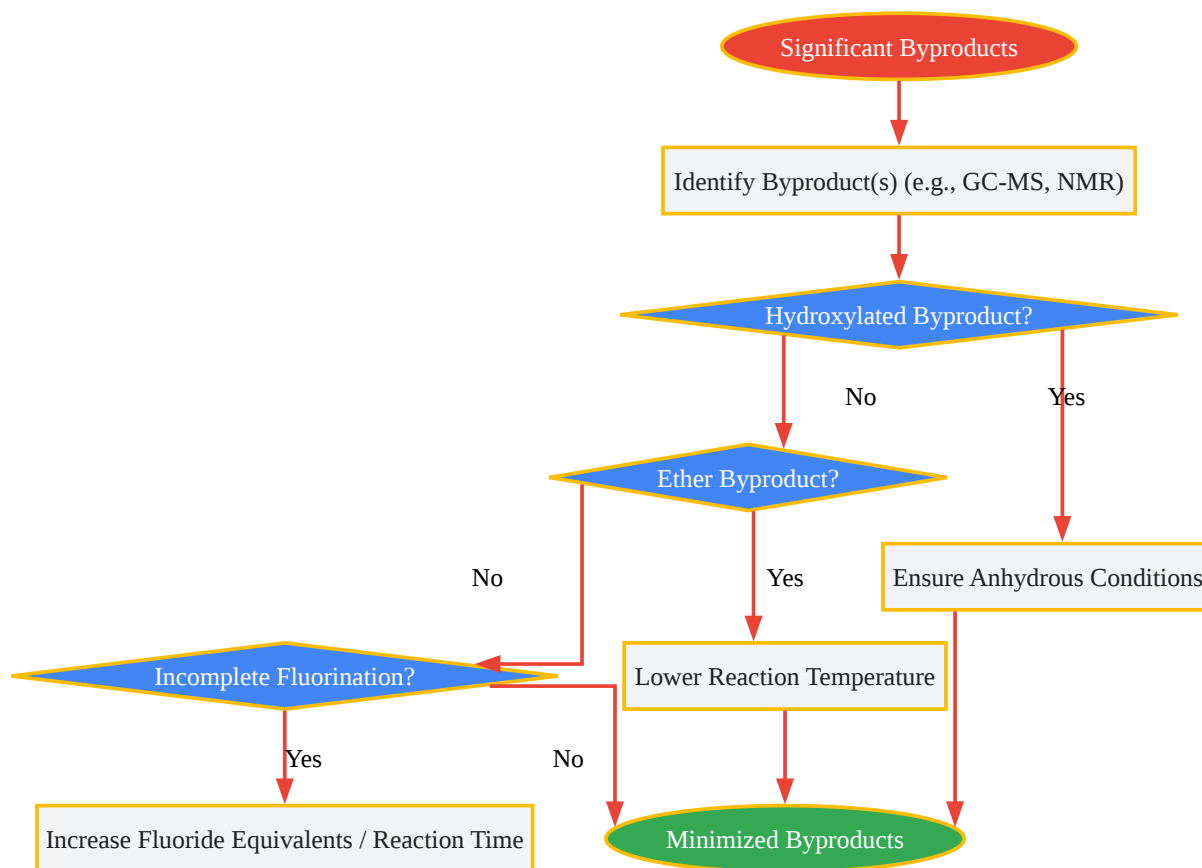 Significant Byproducts
Identify Byproduct(s) (e.g., GC-MS, NMR)
Hydroxylated Byproduct?
No
Yes
Ether Byproduct?
No
Yes
Ensure Anhydrous Conditions
Incomplete Fluorination?
Lower Reaction Temperature
Yes
No
Increase Fluoride Equivalents / Reaction Time
Minimized Byproducts